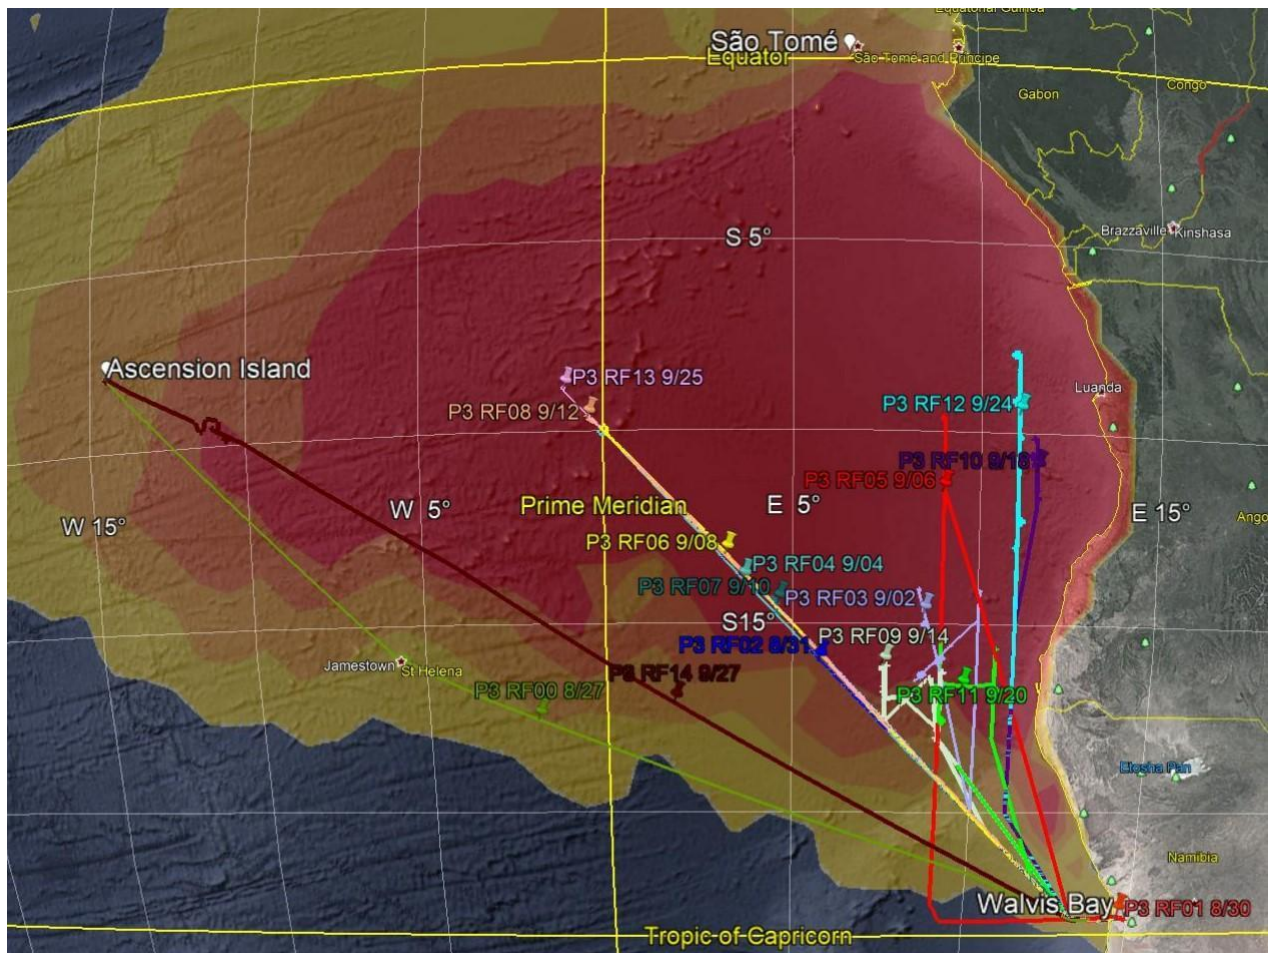 Equatorial Guinea
São Tomé
São Tomé and Príncipe
Equator
Gabon
Congo
S 5°
Brazzaville
Kinshasa
Ascension Island
P3 RF13 9/25
Luanda
P3 RF08 9/12
P3 RF12 9/24
P3 RF10 9/18
P3 RF05 9/06
W 15°
W 5°
Prime Meridian
E 5°
E 15°
Ango
P3 RF06 9/08
P3 RF04 9/04
P3 RF07 9/10
P3 RF03 9/02
S15°
P3 RF09 9/14
P3 RF02 8/31
Jamestown
St Helena
P3 RF14 9/27
P3 RF00 8/27
P3 RF11 9/20
Etosha Pan
Namibia
Walvis Bay
P3 RF01 8/30
Tropic of Capricorn